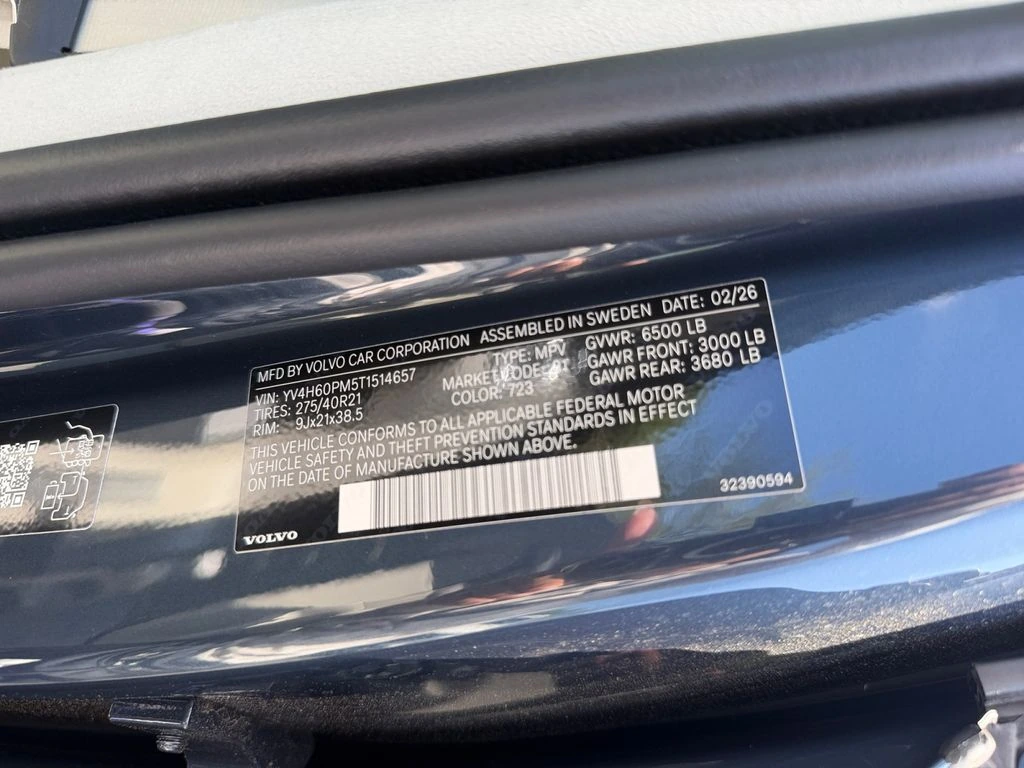 MFD BY VOLVO CAR CORPORATION ASSEMBLED IN SWEDEN DATE: 02/26
VIN: YV4H60PM5T1514657 TYPE: MPV GVWR: 6500 LB
TIRES: 275/40R21 MARKET CODE: GAWR FRONT: 3000 LB
RIM: 9Jx21x38.5 COLOR: 723 GAWR REAR: 3680 LB
THIS VEHICLE CONFORMS TO ALL APPLICABLE FEDERAL MOTOR
VEHICLE SAFETY AND THEFT PREVENTION STANDARDS IN EFFECT
ON THE DATE OF MANUFACTURE SHOWN ABOVE.
32390594
VOLVO